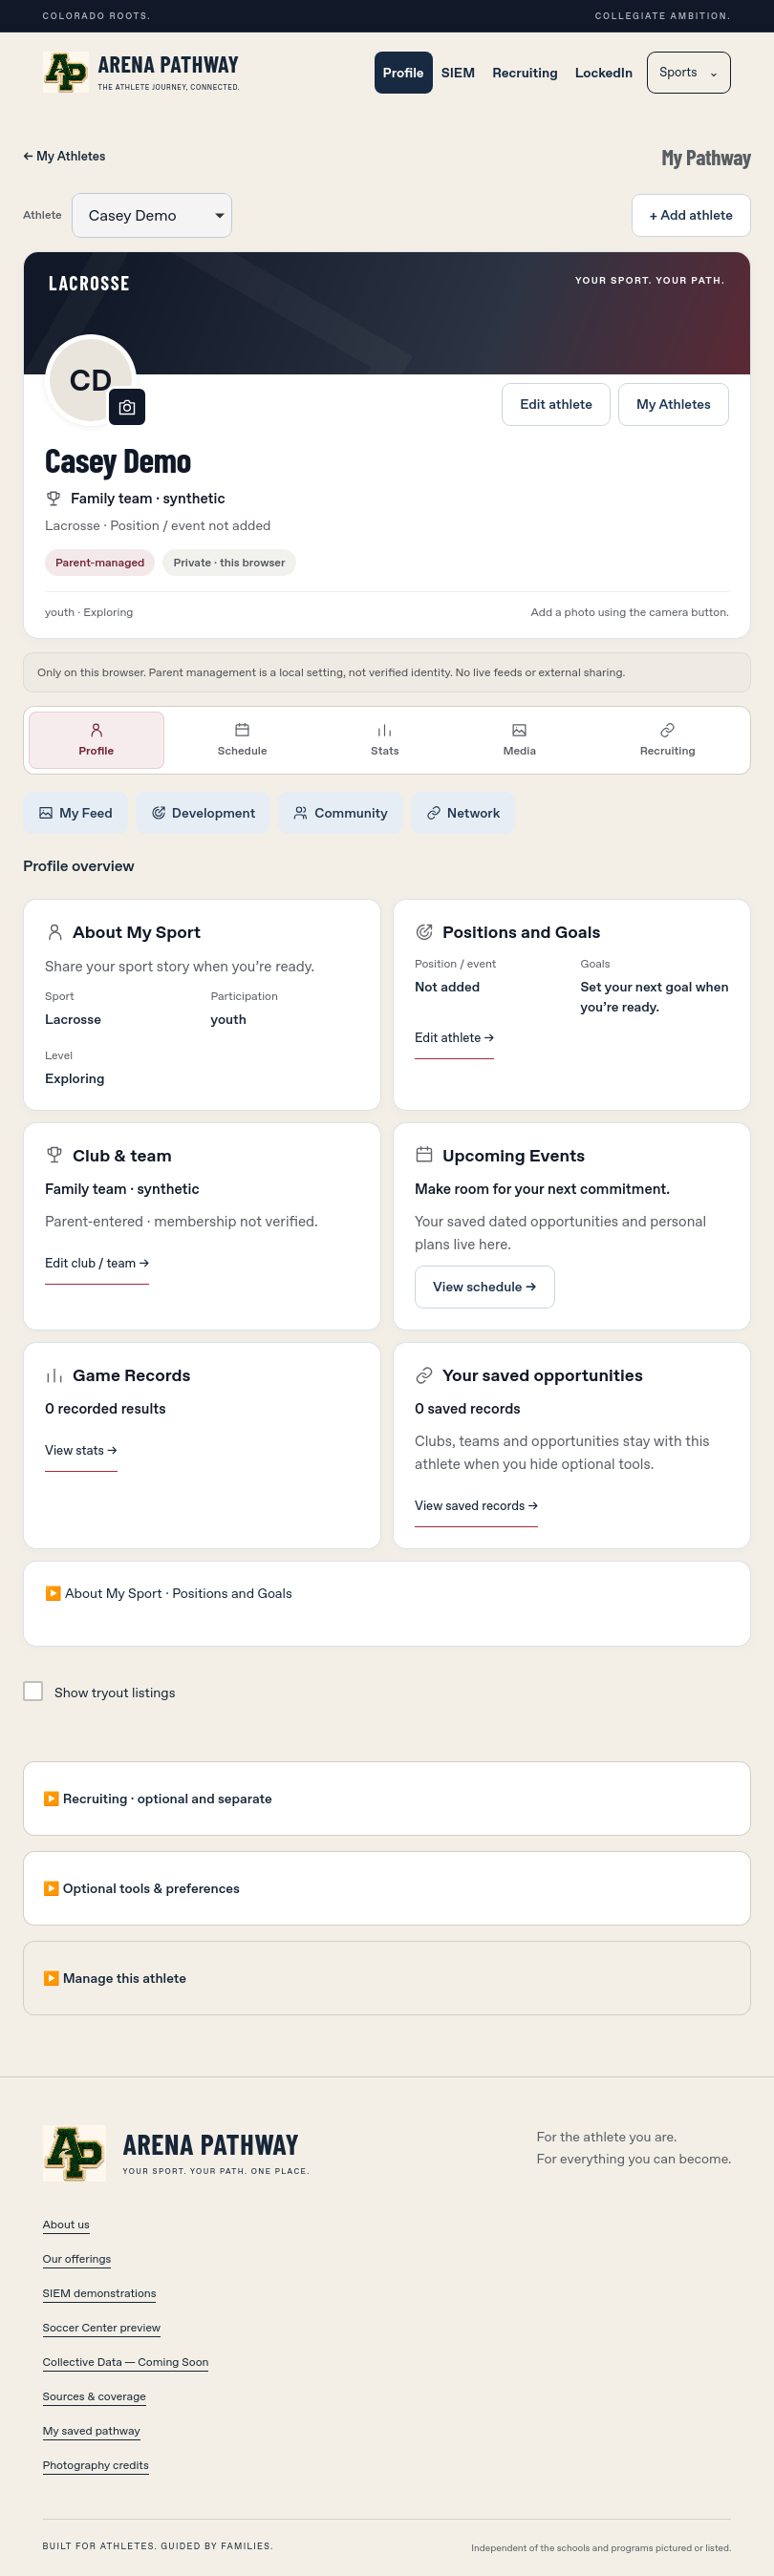 COLORADO ROOTS.
COLLEGIATE AMBITION.
AP
ARENA PATHWAY
THE ATHLETE JOURNEY, CONNECTED.
Profile SIEM Recruiting LockedIn Sports
← My Athletes
My Pathway
Athlete Casey Demo
+ Add athlete
LACROSSE
YOUR SPORT. YOUR PATH.
CD
Edit athlete My Athletes
Casey Demo
Family team · synthetic
Lacrosse · Position / event not added
Parent-managed Private · this browser
youth · Exploring
Add a photo using the camera button.
Only on this browser. Parent management is a local setting, not verified identity. No live feeds or external sharing.
Profile Schedule Stats Media Recruiting
My Feed Development Community Network
Profile overview
About My Sport
Share your sport story when you’re ready.
Sport Participation
Lacrosse youth
Level
Exploring
Positions and Goals
Position / event Goals
Not added Set your next goal when
you’re ready.
Edit athlete →
Club & team
Family team · synthetic
Parent-entered · membership not verified.
Edit club / team →
Upcoming Events
Make room for your next commitment.
Your saved dated opportunities and personal
plans live here.
View schedule →
Game Records
0 recorded results
View stats →
Your saved opportunities
0 saved records
Clubs, teams and opportunities stay with this
athlete when you hide optional tools.
View saved records →
▶️ About My Sport · Positions and Goals
Show tryout listings
▶️ Recruiting · optional and separate
▶️ Optional tools & preferences
▶️ Manage this athlete
AP
ARENA PATHWAY
YOUR SPORT. YOUR PATH. ONE PLACE.
For the athlete you are.
For everything you can become.
About us
Our offerings
SIEM demonstrations
Soccer Center preview
Collective Data — Coming Soon
Sources & coverage
My saved pathway
Photography credits
BUILT FOR ATHLETES. GUIDED BY FAMILIES.
Independent of the schools and programs pictured or listed.